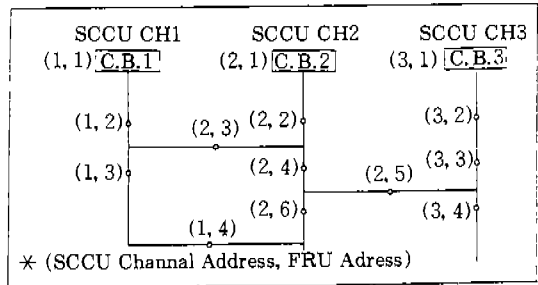 SCCU CH1 SCCU CH2 SCCU CH3
(1, 1) C.B.1 (2, 1) C.B.2 (3, 1) C.B.3
(1, 2) (2, 3) (2, 2) (3, 2)
(1, 3) (2, 4) (2, 5) (3, 3)
(1, 4) (2, 6) (3, 4)
* (SCCU Channal Address, FRU Adress)